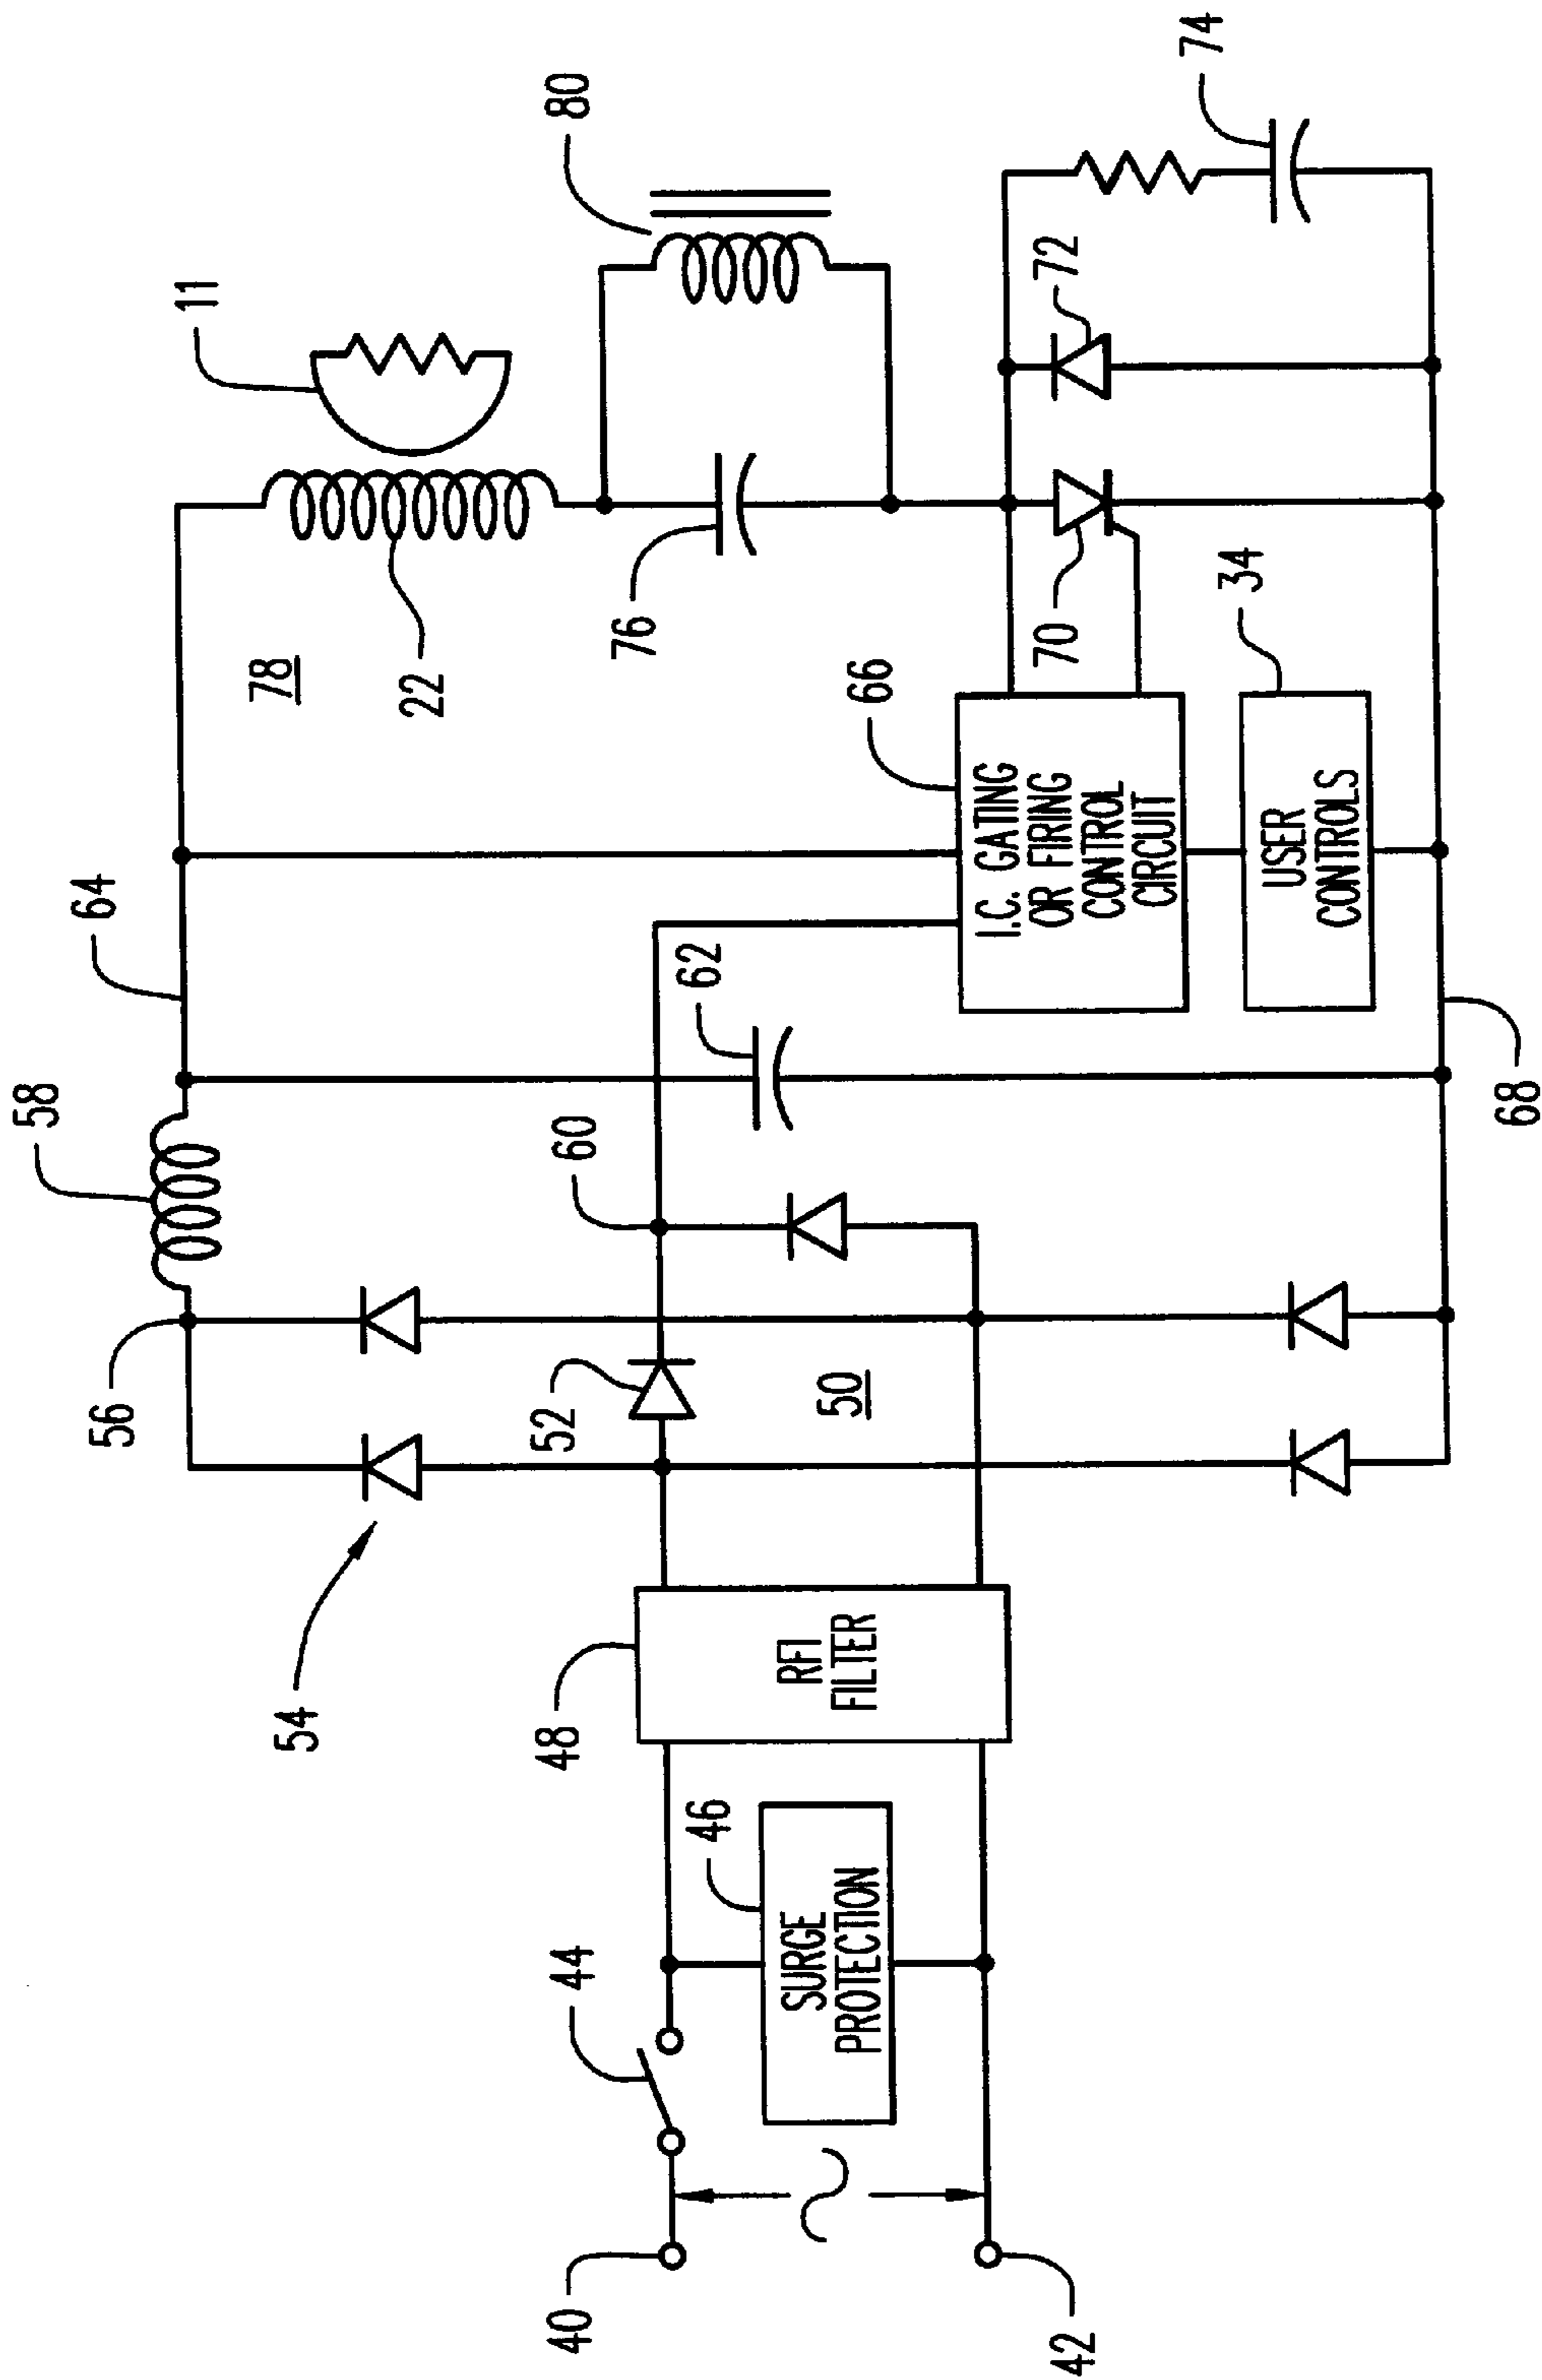 58
64
56
78
11
80
22
76
54
60
62
52
48
RFI
FILTER
50
66
I.C. GATING
OR FIRING
CONTROL
CIRCUIT
70
72
74
34
USER
CONTROLS
68
40
44
46
SURGE
PROTECTION
42